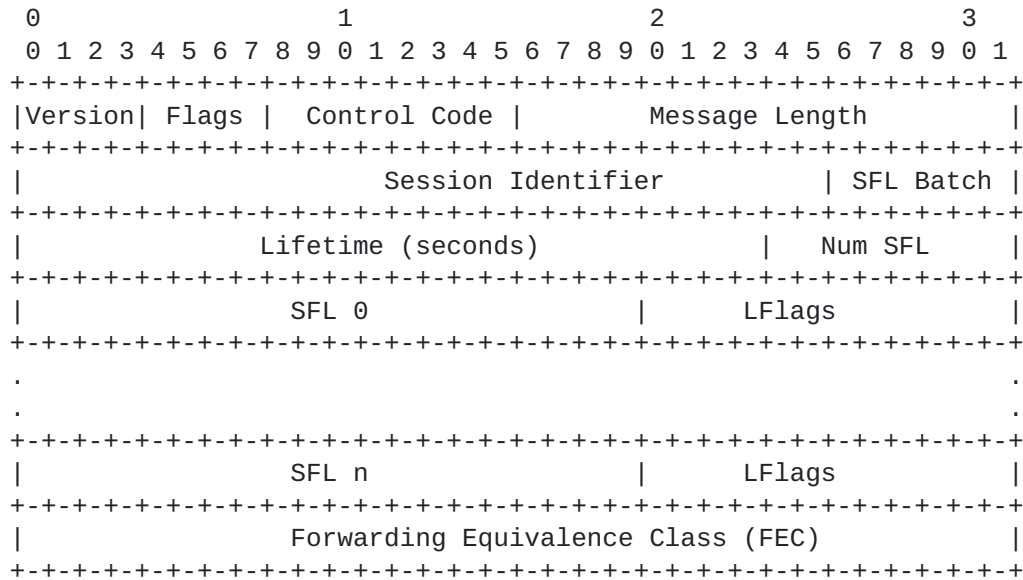 0                   1                   2                   3
 0 1 2 3 4 5 6 7 8 9 0 1 2 3 4 5 6 7 8 9 0 1 2 3 4 5 6 7 8 9 0 1
+-+-+-+-+-+-+-+-+-+-+-+-+-+-+-+-+-+-+-+-+-+-+-+-+-+-+-+-+-+-+-+-+
|Version| Flags |  Control Code |        Message Length         |
+-+-+-+-+-+-+-+-+-+-+-+-+-+-+-+-+-+-+-+-+-+-+-+-+-+-+-+-+-+-+-+-+
|                       Session Identifier          | SFL Batch |
+-+-+-+-+-+-+-+-+-+-+-+-+-+-+-+-+-+-+-+-+-+-+-+-+-+-+-+-+-+-+-+-+
|               Lifetime (seconds)              |   Num SFL     |
+-+-+-+-+-+-+-+-+-+-+-+-+-+-+-+-+-+-+-+-+-+-+-+-+-+-+-+-+-+-+-+-+
|                 SFL 0                 |      LFlags           |
+-+-+-+-+-+-+-+-+-+-+-+-+-+-+-+-+-+-+-+-+-+-+-+-+-+-+-+-+-+-+-+-+
.                                                               .
.                                                               .
+-+-+-+-+-+-+-+-+-+-+-+-+-+-+-+-+-+-+-+-+-+-+-+-+-+-+-+-+-+-+-+-+
|                 SFL n                 |      LFlags           |
+-+-+-+-+-+-+-+-+-+-+-+-+-+-+-+-+-+-+-+-+-+-+-+-+-+-+-+-+-+-+-+-+
|                 Forwarding Equivalence Class (FEC)            |
+-+-+-+-+-+-+-+-+-+-+-+-+-+-+-+-+-+-+-+-+-+-+-+-+-+-+-+-+-+-+-+-+